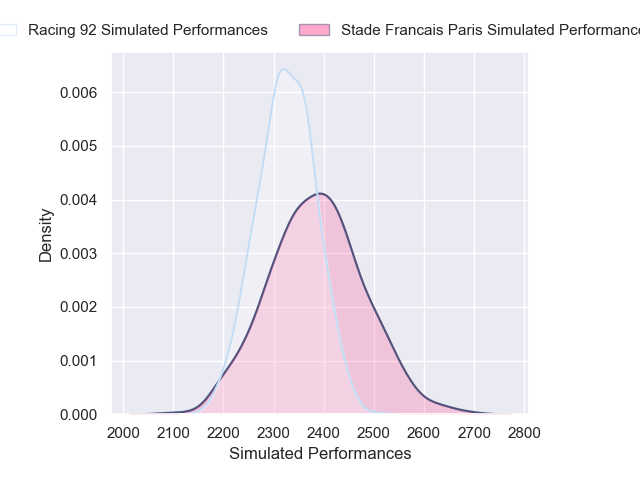 Racing 92 Simulated Performances
Stade Francais Paris Simulated Performance
0.006
0.005
0.004
0.003
0.002
0.001
0.000
Density
2000 2100 2200 2300 2400 2500 2600 2700 2800
Simulated Performances